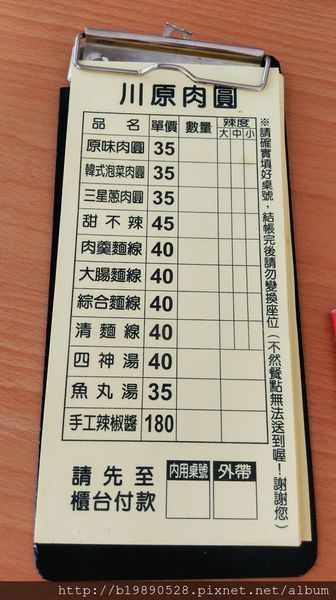 川原肉圓
品名 單價 數量 辣度
大 中 小
原味肉圓 35
韓式泡菜肉圓 35
三星蔥肉圓 35
甜不辣 45
肉羹麵線 40
大腸麵線 40
綜合麵線 40
清麵線 40
四神湯 40
魚丸湯 35
手工辣椒醬 180
※請確實填好桌號，結帳完後請勿變換座位（不然餐點無法送到喔！謝謝您）
請先至
櫃台付款
內用桌號 外帶
http://b19890528.pixnet.net/album